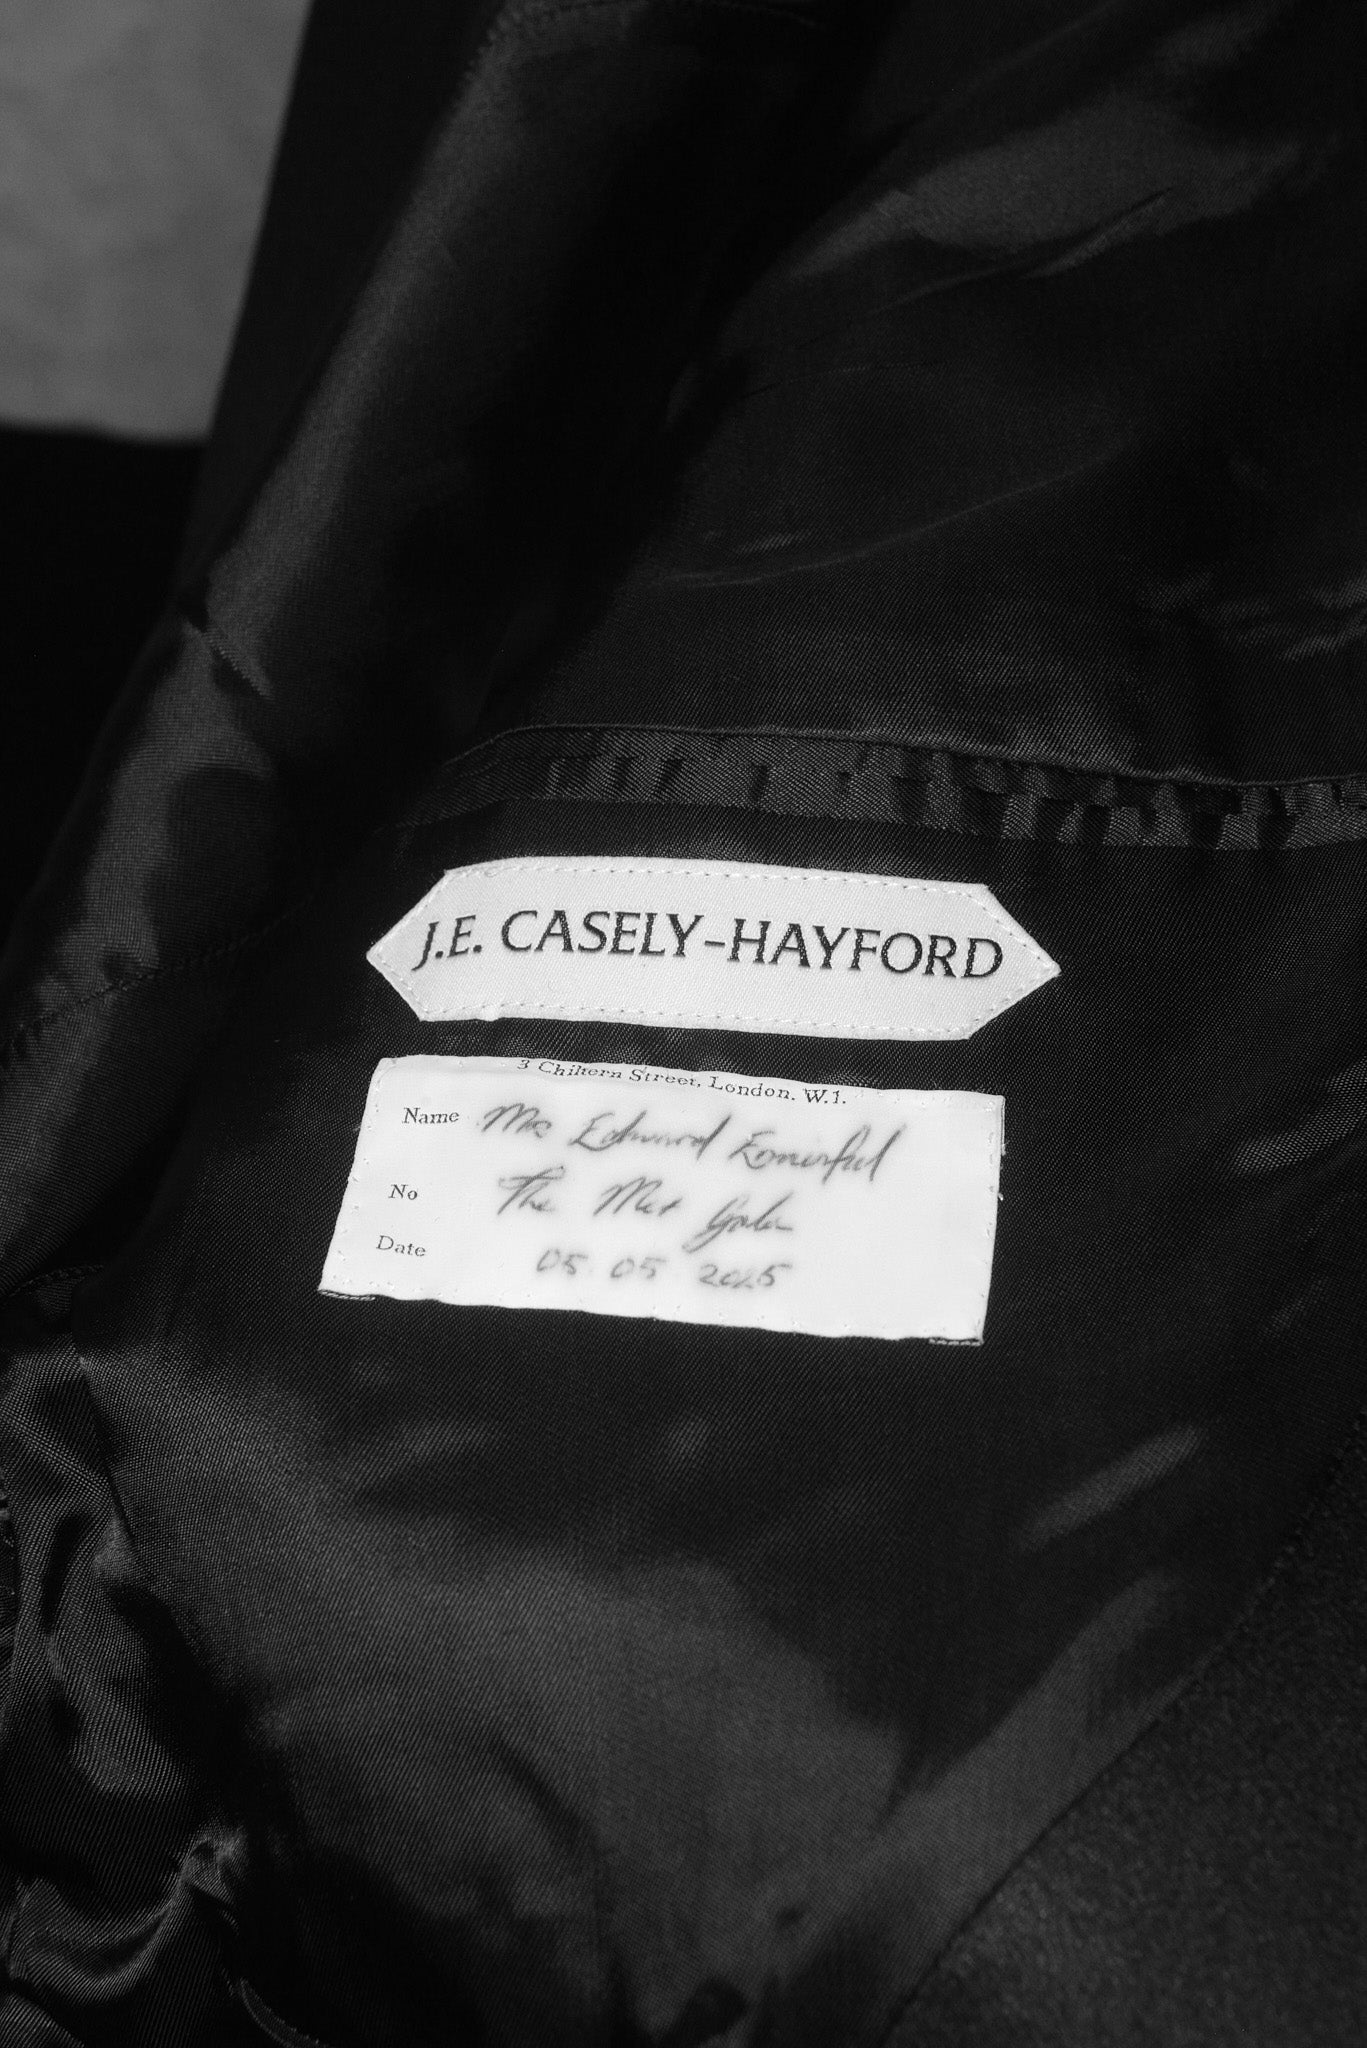 J.E. CASELY-HAYFORD
3 Chiltern Street, London. W.1.
Name Mr Edward Enninful
No The Met Gala
Date 05.05 2025